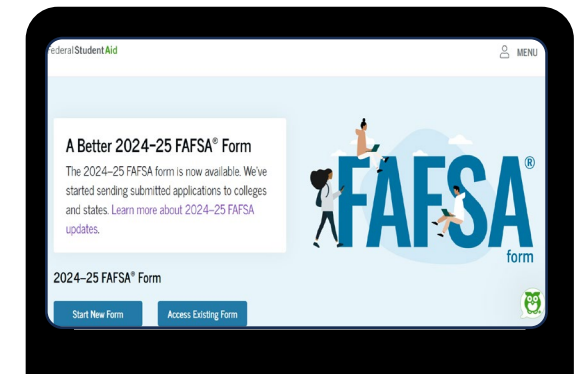 Federal Student Aid
MENU
A Better 2024–25 FAFSA® Form
The 2024–25 FAFSA form is now available. We've
started sending submitted applications to colleges
and states. Learn more about 2024–25 FAFSA
updates.
FAFSA®
form
2024–25 FAFSA® Form
Start New Form
Access Existing Form